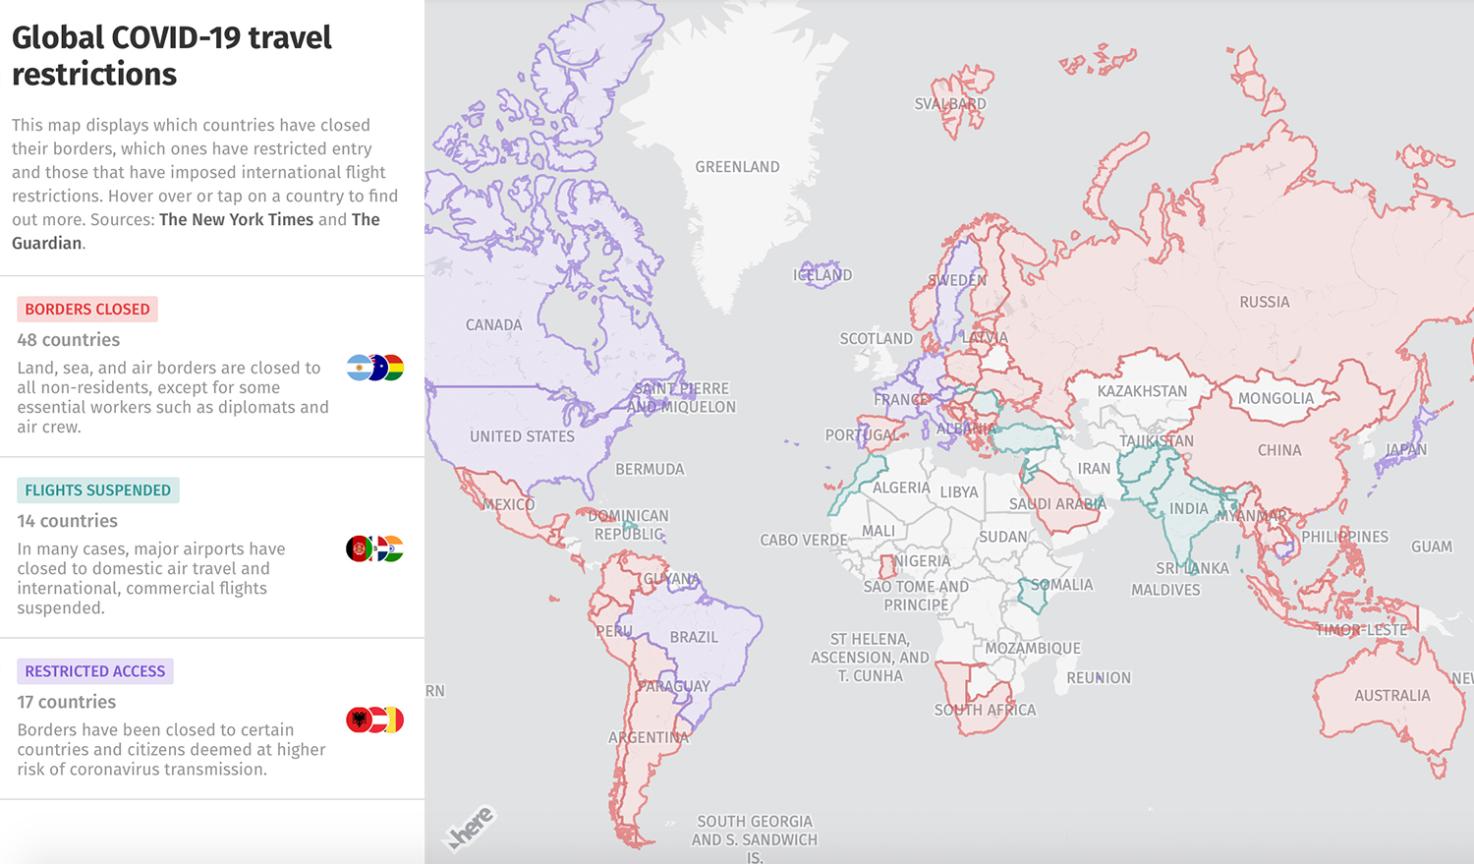 Global COVID-19 travel
restrictions
This map displays which countries have closed
their borders, which ones have restricted entry
and those that have imposed international flight
restrictions. Hover over or tap on a country to find
out more. Sources: The New York Times and The
Guardian.
BORDERS CLOSED
48 countries
Land, sea, and air borders are closed to
all non-residents, except for some
essential workers such as diplomats and
air crew.
FLIGHTS SUSPENDED
14 countries
In many cases, major airports have
closed to domestic air travel and
international, commercial flights
suspended.
RESTRICTED ACCESS
17 countries
Borders have been closed to certain
countries and citizens deemed at higher
risk of coronavirus transmission.
SVALBARD
GREENLAND
ICELAND
SWEDEN
RUSSIA
CANADA
SCOTLAND
LATVIA
SAINT PIERRE
AND MIQUELON
FRANCE
KAZAKHSTAN
MONGOLIA
UNITED STATES
PORTUGAL
ALBANIA
TAJIKISTAN
CHINA
JAPAN
BERMUDA
IRAN
ALGERIA
LIBYA
MEXICO
SAUDI ARABIA
INDIA
DOMINICAN
REPUBLIC
MYANMAR
CABO VERDE
MALI
SUDAN
PHILIPPINES
GUAM
NIGERIA
SRI LANKA
GUYANA
SAO TOME AND
PRINCIPE
SOMALIA
MALDIVES
PERU
BRAZIL
TIMOR-LESTE
ST HELENA,
ASCENSION, AND
T. CUNHA
MOZAMBIQUE
REUNION
RN
PARAGUAY
NEW
AUSTRALIA
SOUTH AFRICA
ARGENTINA
here
SOUTH GEORGIA
AND S. SANDWICH
IS.